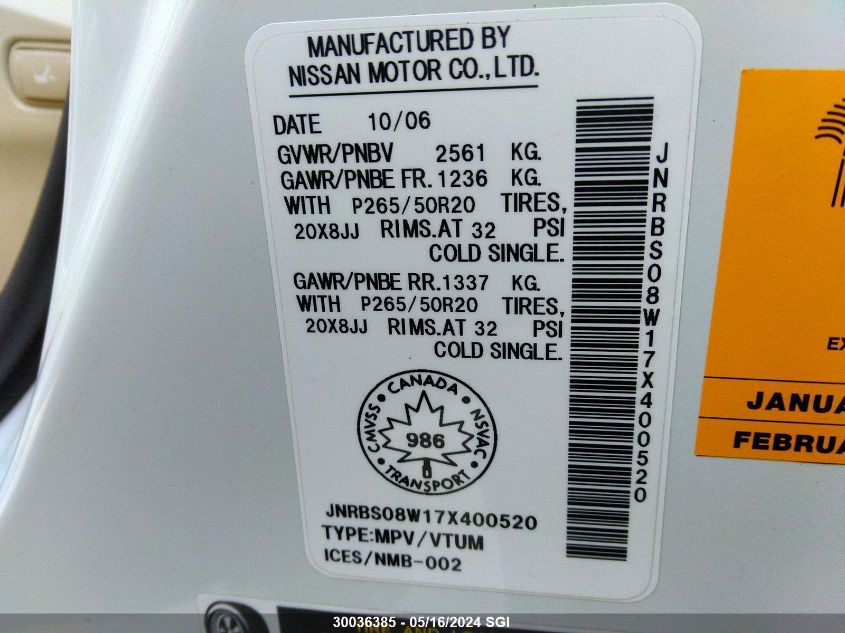 MANUFACTURED BY
NISSAN MOTOR CO.,LTD.
DATE 10/06
GVWR/PNBV 2561 KG.
GAWR/PNBE FR. 1236 KG.
WITH P265/50R20 TIRES,
20X8JJ RIMS.AT 32 PSI
COLD SINGLE.
GAWR/PNBE RR. 1337 KG.
WITH P265/50R20 TIRES,
20X8JJ RIMS.AT 32 PSI
COLD SINGLE.
CANADA
CMVSS
NSVAC
986
TRANSPORT
JNRBS08W17X400520
TYPE:MPV/VTUM
ICES/NMB-002
JNRBS08W17X400520
EX
JANUA
FEBRUA
30036385 - 05/16/2024 SGI